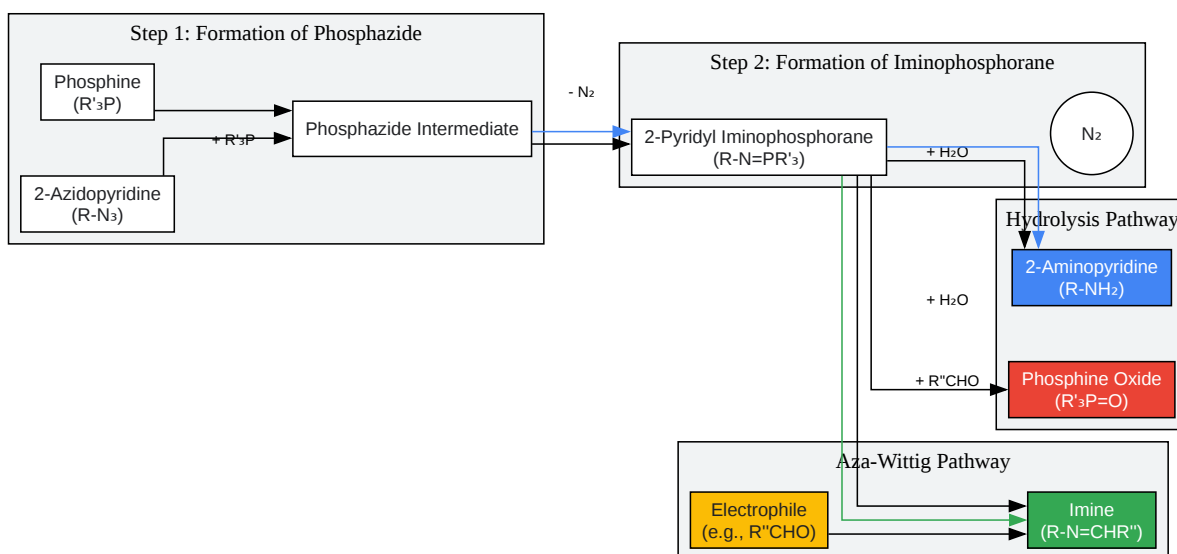 Step 1: Formation of Phosphazide
Phosphine
(R'₃P)
+ R'₃P
Phosphazide Intermediate
2-Azidopyridine
(R-N₃)
- N₂
Step 2: Formation of Iminophosphorane
2-Pyridyl Iminophosphorane
(R-N=PR'₃)
N₂
+ H₂O
Hydrolysis Pathway
2-Aminopyridine
(R-NH₂)
+ H₂O
+ R''CHO
Phosphine Oxide
(R'₃P=O)
Aza-Wittig Pathway
Electrophile
(e.g., R''CHO)
Imine
(R-N=CHR'')